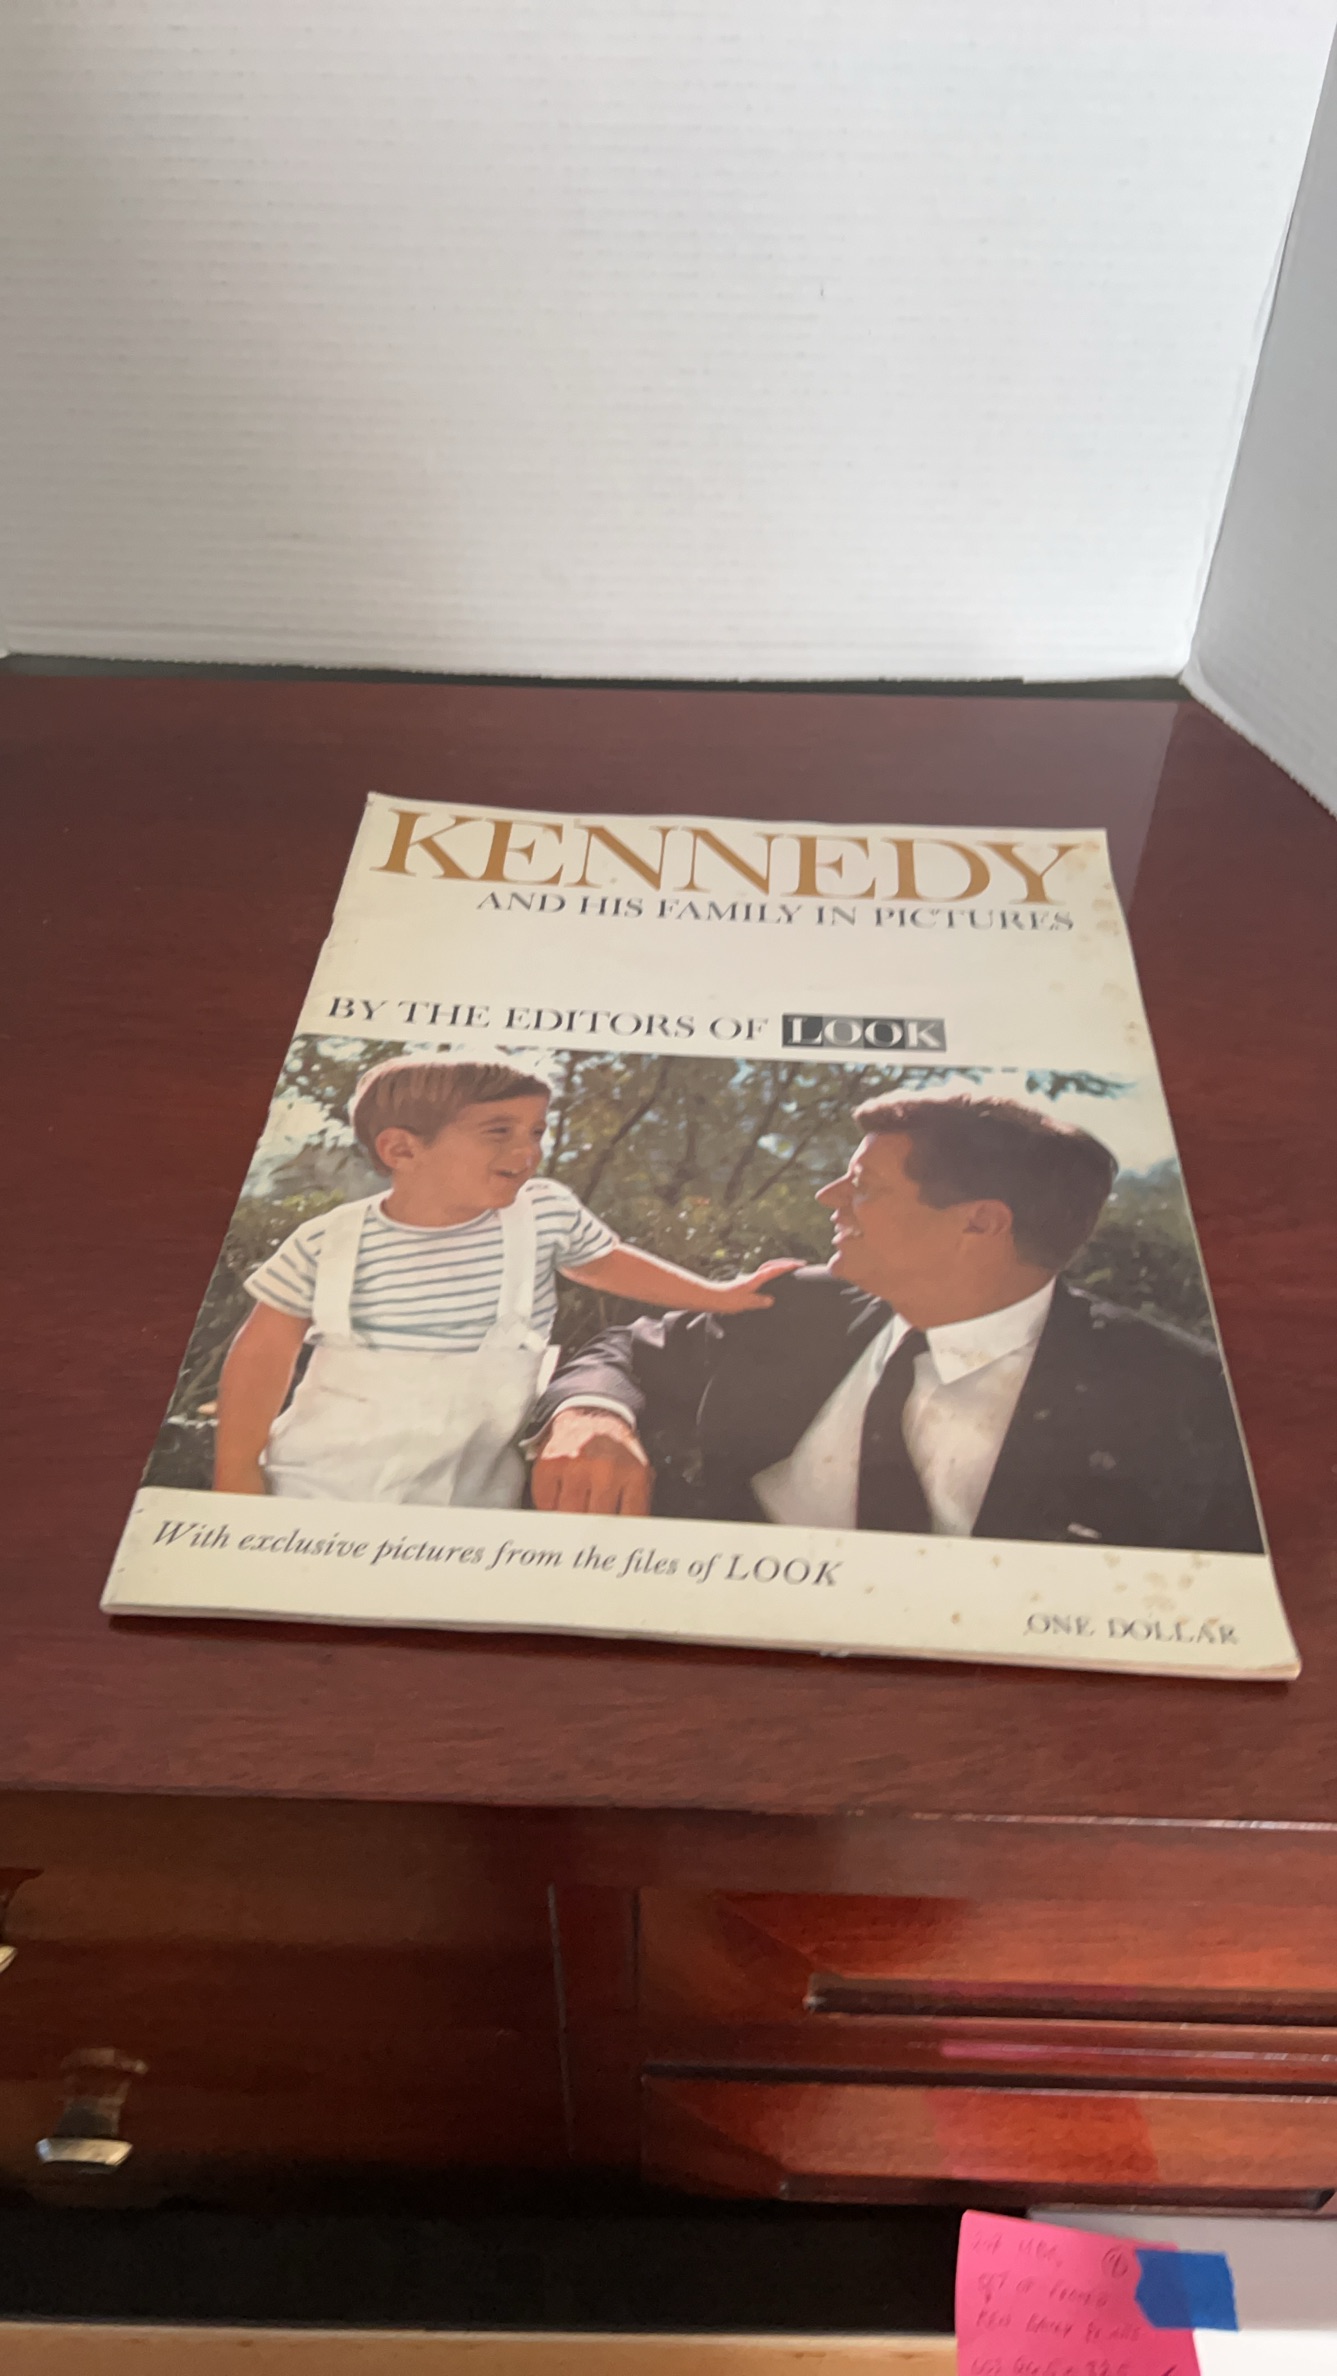 KENNEDY
AND HIS FAMILY IN PICTURES
BY THE EDITORS OF LOOK
With exclusive pictures from the files of LOOK
ONE DOLLAR